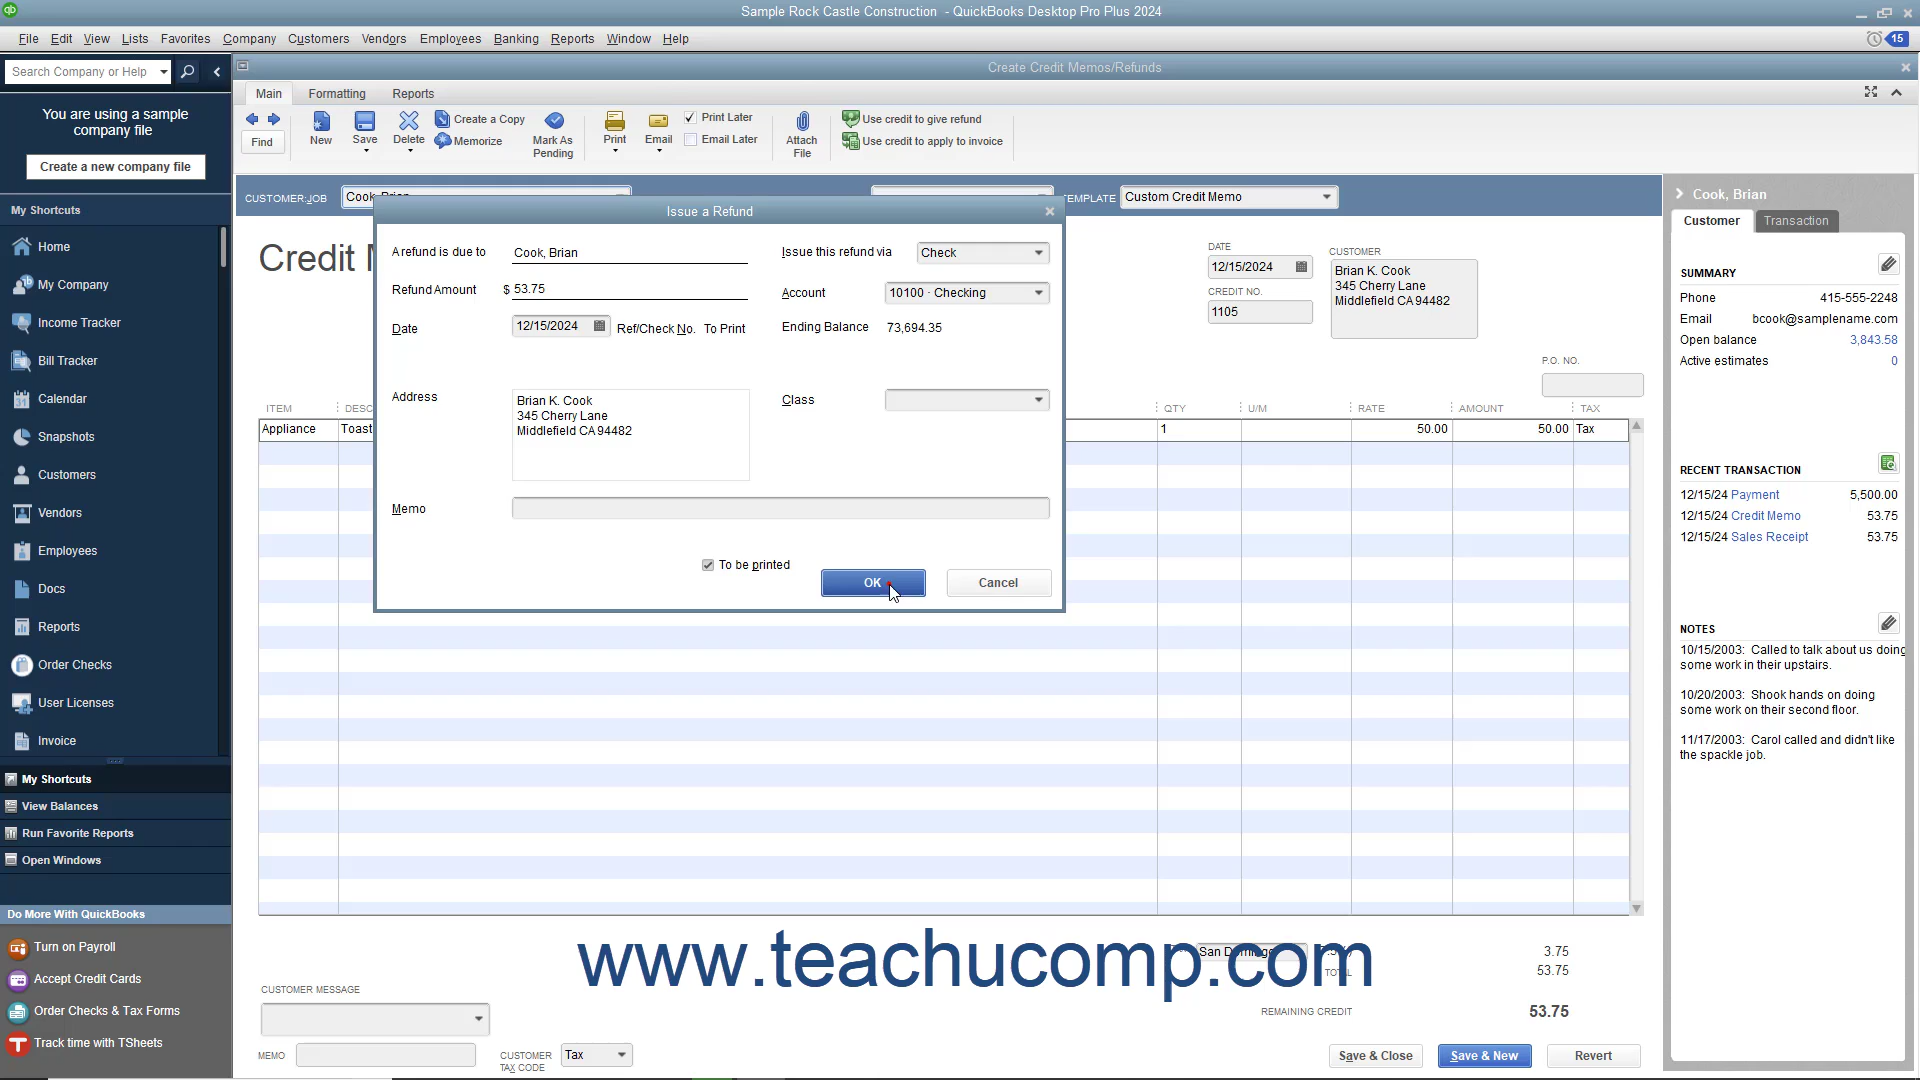 Sample Rock Castle Construction - QuickBooks Desktop Pro Plus 2024
File Edit View Lists Favorites Company Customers Vendors Employees Banking Reports Window Help
15
Search Company or Help
Create Credit Memos/Refunds
You are using a sample
company file
Create a new company file
My Shortcuts
Home
My Company
Income Tracker
Bill Tracker
Calendar
Snapshots
Customers
Vendors
Employees
Docs
Reports
Order Checks
User Licenses
Invoice
My Shortcuts
View Balances
Run Favorite Reports
Open Windows
Do More With QuickBooks
Turn on Payroll
Accept Credit Cards
Order Checks & Tax Forms
Track time with TSheets
Main Formatting Reports
Find
New
Save
Delete
Create a Copy
Memorize
Mark As
Pending
Print
Email
Print Later
Email Later
Attach
File
Use credit to give refund
Use credit to apply to invoice
CUSTOMER:JOB Cook, Brian
TEMPLATE Custom Credit Memo
Credit M
DATE
12/15/2024
CREDIT NO.
1105
CUSTOMER
Brian K. Cook
345 Cherry Lane
Middlefield CA 94482
P.O. NO.
ITEM DESC QTY U/M RATE AMOUNT TAX
Appliance Toast 1 50.00 50.00 Tax
Issue a Refund
A refund is due to Cook, Brian
Issue this refund via Check
Refund Amount $ 53.75
Account 10100 · Checking
Date 12/15/2024 Ref/Check No. To Print
Ending Balance 73,694.35
Address
Brian K. Cook
345 Cherry Lane
Middlefield CA 94482
Class
Memo
To be printed
OK Cancel
www.teachucomp.com
San Domingo
3.75
TOTAL 53.75
REMAINING CREDIT 53.75
CUSTOMER MESSAGE
MEMO
CUSTOMER
TAX CODE
Tax
Save & Close Save & New Revert
Cook, Brian
Customer Transaction
SUMMARY
Phone 415-555-2248
Email bcook@samplename.com
Open balance 3,843.58
Active estimates 0
RECENT TRANSACTION
12/15/24 Payment 5,500.00
12/15/24 Credit Memo 53.75
12/15/24 Sales Receipt 53.75
NOTES
10/15/2003: Called to talk about us doing
some work in their upstairs.
10/20/2003: Shook hands on doing
some work on their second floor.
11/17/2003: Carol called and didn't like
the spackle job.